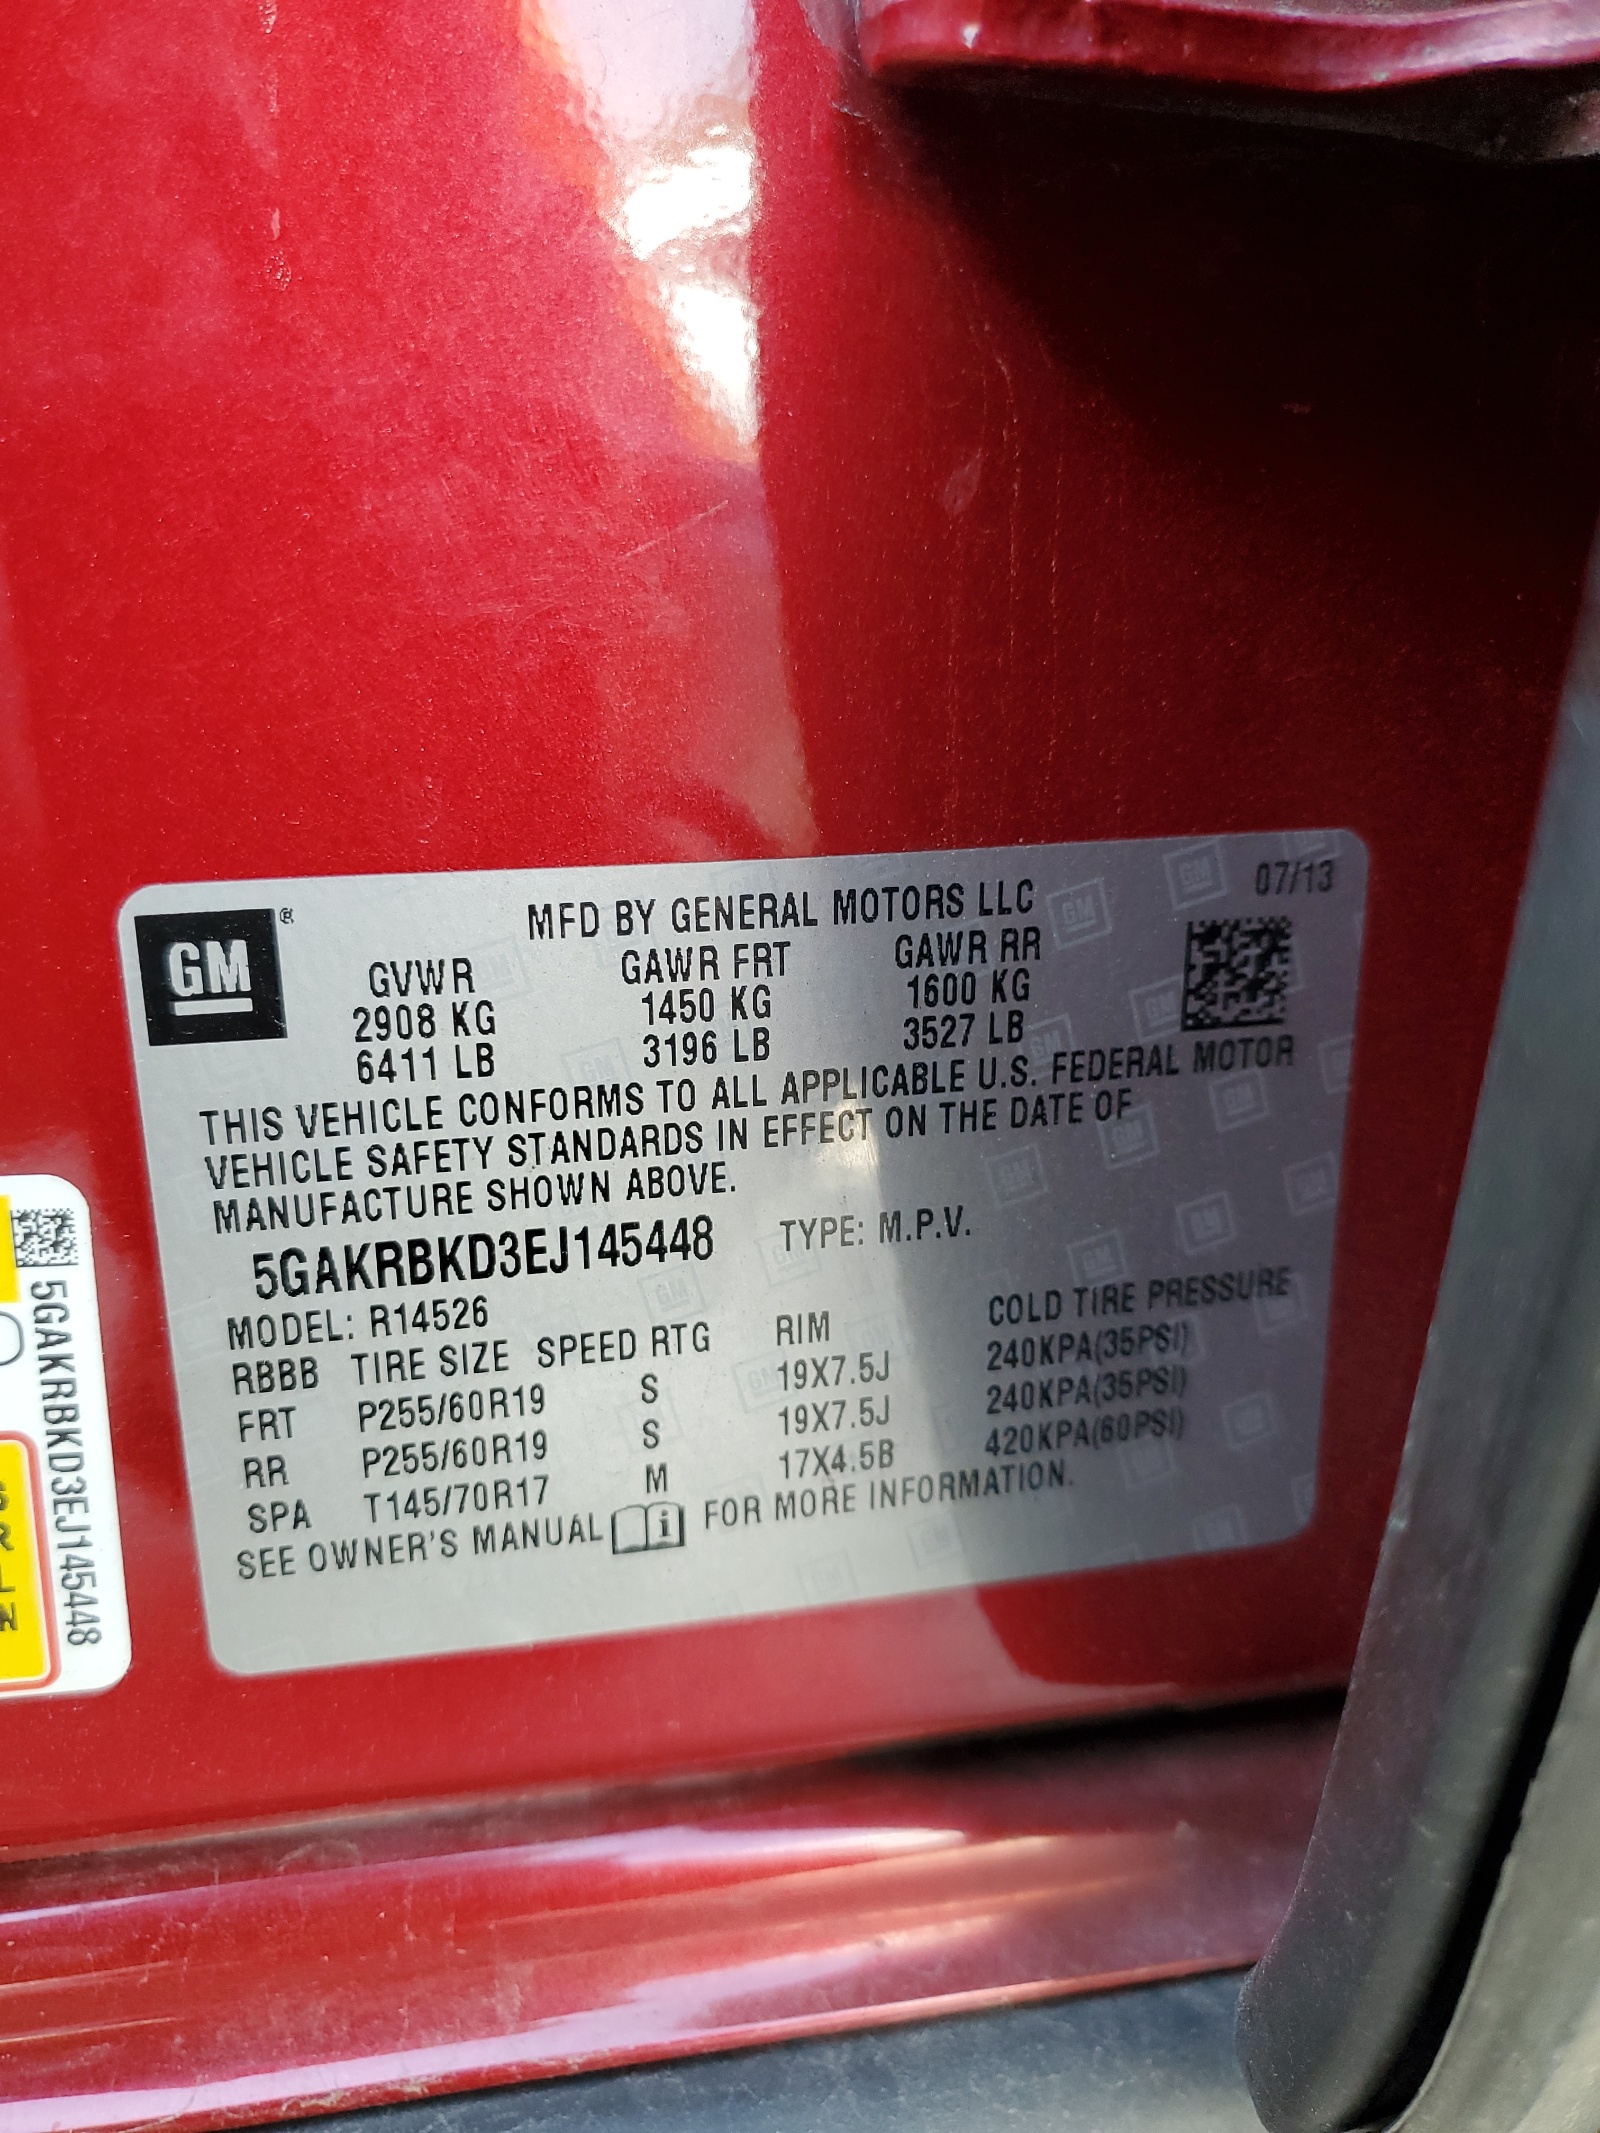 07/13
GM ®
MFD BY GENERAL MOTORS LLC
GVWR GAWR FRT GAWR RR
2908 KG 1450 KG 1600 KG
6411 LB 3196 LB 3527 LB
THIS VEHICLE CONFORMS TO ALL APPLICABLE U.S. FEDERAL MOTOR
VEHICLE SAFETY STANDARDS IN EFFECT ON THE DATE OF
MANUFACTURE SHOWN ABOVE.
5GAKRBKD3EJ145448 TYPE: M.P.V.
MODEL: R14526
RBBB TIRE SIZE SPEED RTG RIM COLD TIRE PRESSURE
FRT P255/60R19 S 19X7.5J 240KPA(35PSI)
RR P255/60R19 S 19X7.5J 240KPA(35PSI)
SPA T145/70R17 M 17X4.5B 420KPA(60PSI)
SEE OWNER'S MANUAL i FOR MORE INFORMATION.
5GAKRBKD3EJ145448